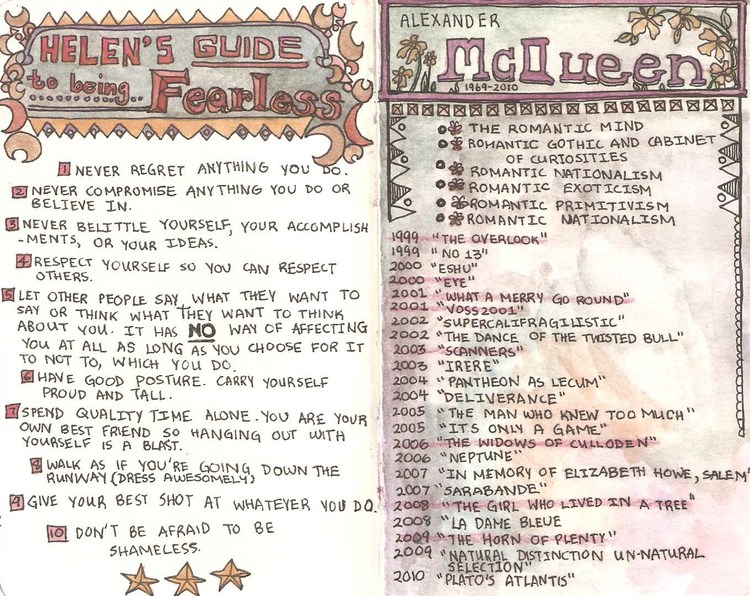 HELEN'S GUIDE
to being..
Fearless
1 NEVER REGRET ANYTHING YOU DO.
2 NEVER COMPROMISE ANYTHING YOU DO OR
BELIEVE IN.
3 NEVER BELITTLE YOURSELF, YOUR ACCOMPLISH
-MENTS, OR YOUR IDEAS.
4 RESPECT YOURSELF SO YOU CAN RESPECT
OTHERS.
5 LET OTHER PEOPLE SAY WHAT THEY WANT TO
SAY OR THINK WHAT THEY WANT TO THINK
ABOUT YOU. IT HAS NO WAY OF AFFECTING
YOU AT ALL AS LONG AS YOU CHOOSE FOR IT
TO NOT TO, WHICH YOU DO.
6 HAVE GOOD POSTURE. CARRY YOURSELF
PROUD AND TALL.
7 SPEND QUALITY TIME ALONE. YOU ARE YOUR
OWN BEST FRIEND SO HANGING OUT WITH
YOURSELF IS A BLAST.
8 WALK AS IF YOU'RE GOING DOWN THE
RUNWAY (DRESS AWESOMELY)
9 GIVE YOUR BEST SHOT AT WHATEVER YOU DO.
10 DON'T BE AFRAID TO BE
SHAMELESS.
ALEXANDER
McQueen
1969-2010
THE ROMANTIC MIND
ROMANTIC GOTHIC AND CABINET
OF CURIOSITIES
ROMANTIC NATIONALISM
ROMANTIC EXOTICISM
ROMANTIC PRIMITIVISM
ROMANTIC NATIONALISM
1999 "THE OVERLOOK"
1999 "NO 13"
2000 "ESHU"
2000 "EYE"
2001 "WHAT A MERRY GO ROUND"
2001 "VOSS2001"
2002 "SUPERCALIFRAGILISTIC"
2002 "THE DANCE OF THE TWISTED BULL"
2003 "SCANNERS"
2003 "IRERE"
2004 "PANTHEON AS LECUM"
2004 "DELIVERANCE"
2005 "THE MAN WHO KNEW TOO MUCH"
2005 "ITS ONLY A GAME"
2006 "THE WIDOWS OF CULLODEN"
2006 "NEPTUNE"
2007 "IN MEMORY OF ELIZABETH HOWE, SALEM"
2007 "SARABANDE"
2008 "THE GIRL WHO LIVED IN A TREE"
2008 "LA DAME BLEUE
2009 "THE HORN OF PLENTY"
2009 "NATURAL DISTINCTION UN-NATURAL
SELECTION"
2010 "PLATO'S ATLANTIS"